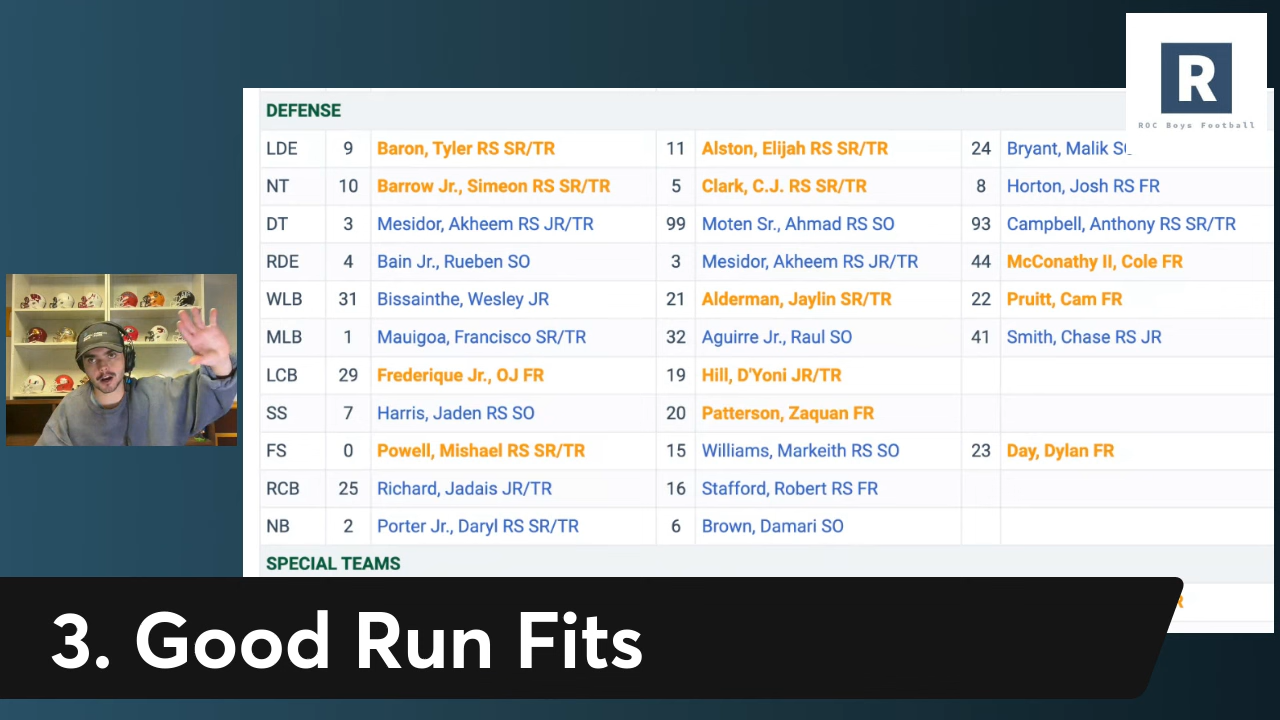 R
ROC Boys Football
DEFENSE
LDE 9 Baron, Tyler RS SR/TR 11 Alston, Elijah RS SR/TR 24 Bryant, Malik
NT 10 Barrow Jr., Simeon RS SR/TR 5 Clark, C.J. RS SR/TR 8 Horton, Josh RS FR
DT 3 Mesidor, Akheem RS JR/TR 99 Moten Sr., Ahmad RS SO 93 Campbell, Anthony RS SR/TR
RDE 4 Bain Jr., Rueben SO 3 Mesidor, Akheem RS JR/TR 44 McConathy II, Cole FR
WLB 31 Bissainthe, Wesley JR 21 Alderman, Jaylin SR/TR 22 Pruitt, Cam FR
MLB 1 Mauigoa, Francisco SR/TR 32 Aguirre Jr., Raul SO 41 Smith, Chase RS JR
LCB 29 Frederique Jr., OJ FR 19 Hill, D'Yoni JR/TR
SS 7 Harris, Jaden RS SO 20 Patterson, Zaquan FR
FS 0 Powell, Mishael RS SR/TR 15 Williams, Markeith RS SO 23 Day, Dylan FR
RCB 25 Richard, Jadais JR/TR 16 Stafford, Robert RS FR
NB 2 Porter Jr., Daryl RS SR/TR 6 Brown, Damari SO
SPECIAL TEAMS
3. Good Run Fits